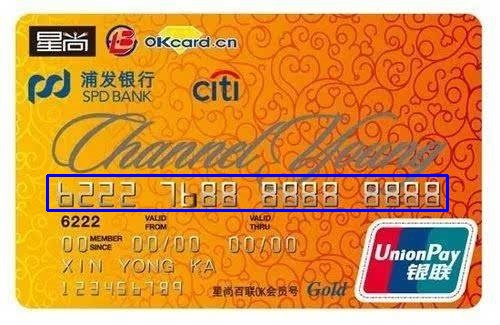 星尚 OKcard.cn
浦发银行 citi
SPD BANK
Channel Young
6222 7688 8888 8888
6222 VALID FROM VALID THRU
00 MEMBER SINCE 00/00 00/00
XIN YONG KA
123456789 星尚百联OK会员号 Gold
UnionPay
银联